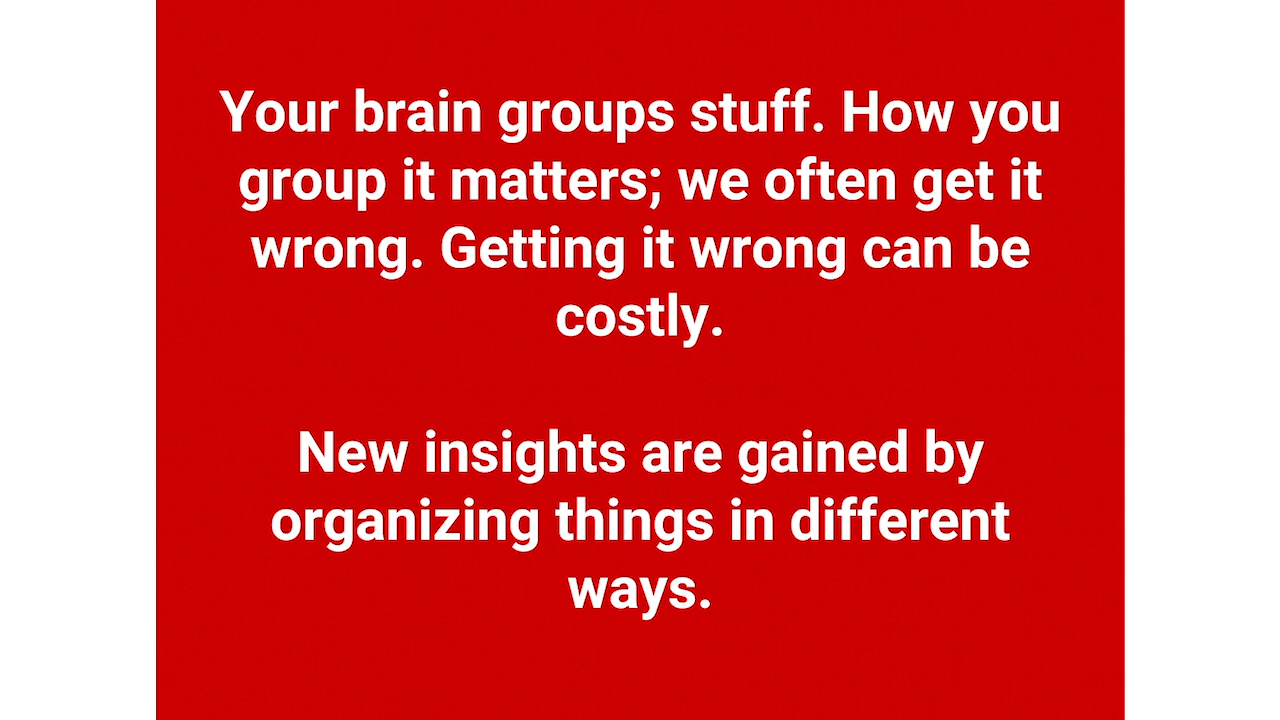 Your brain groups stuff. How you
group it matters; we often get it
wrong. Getting it wrong can be
costly.
New insights are gained by
organizing things in different
ways.